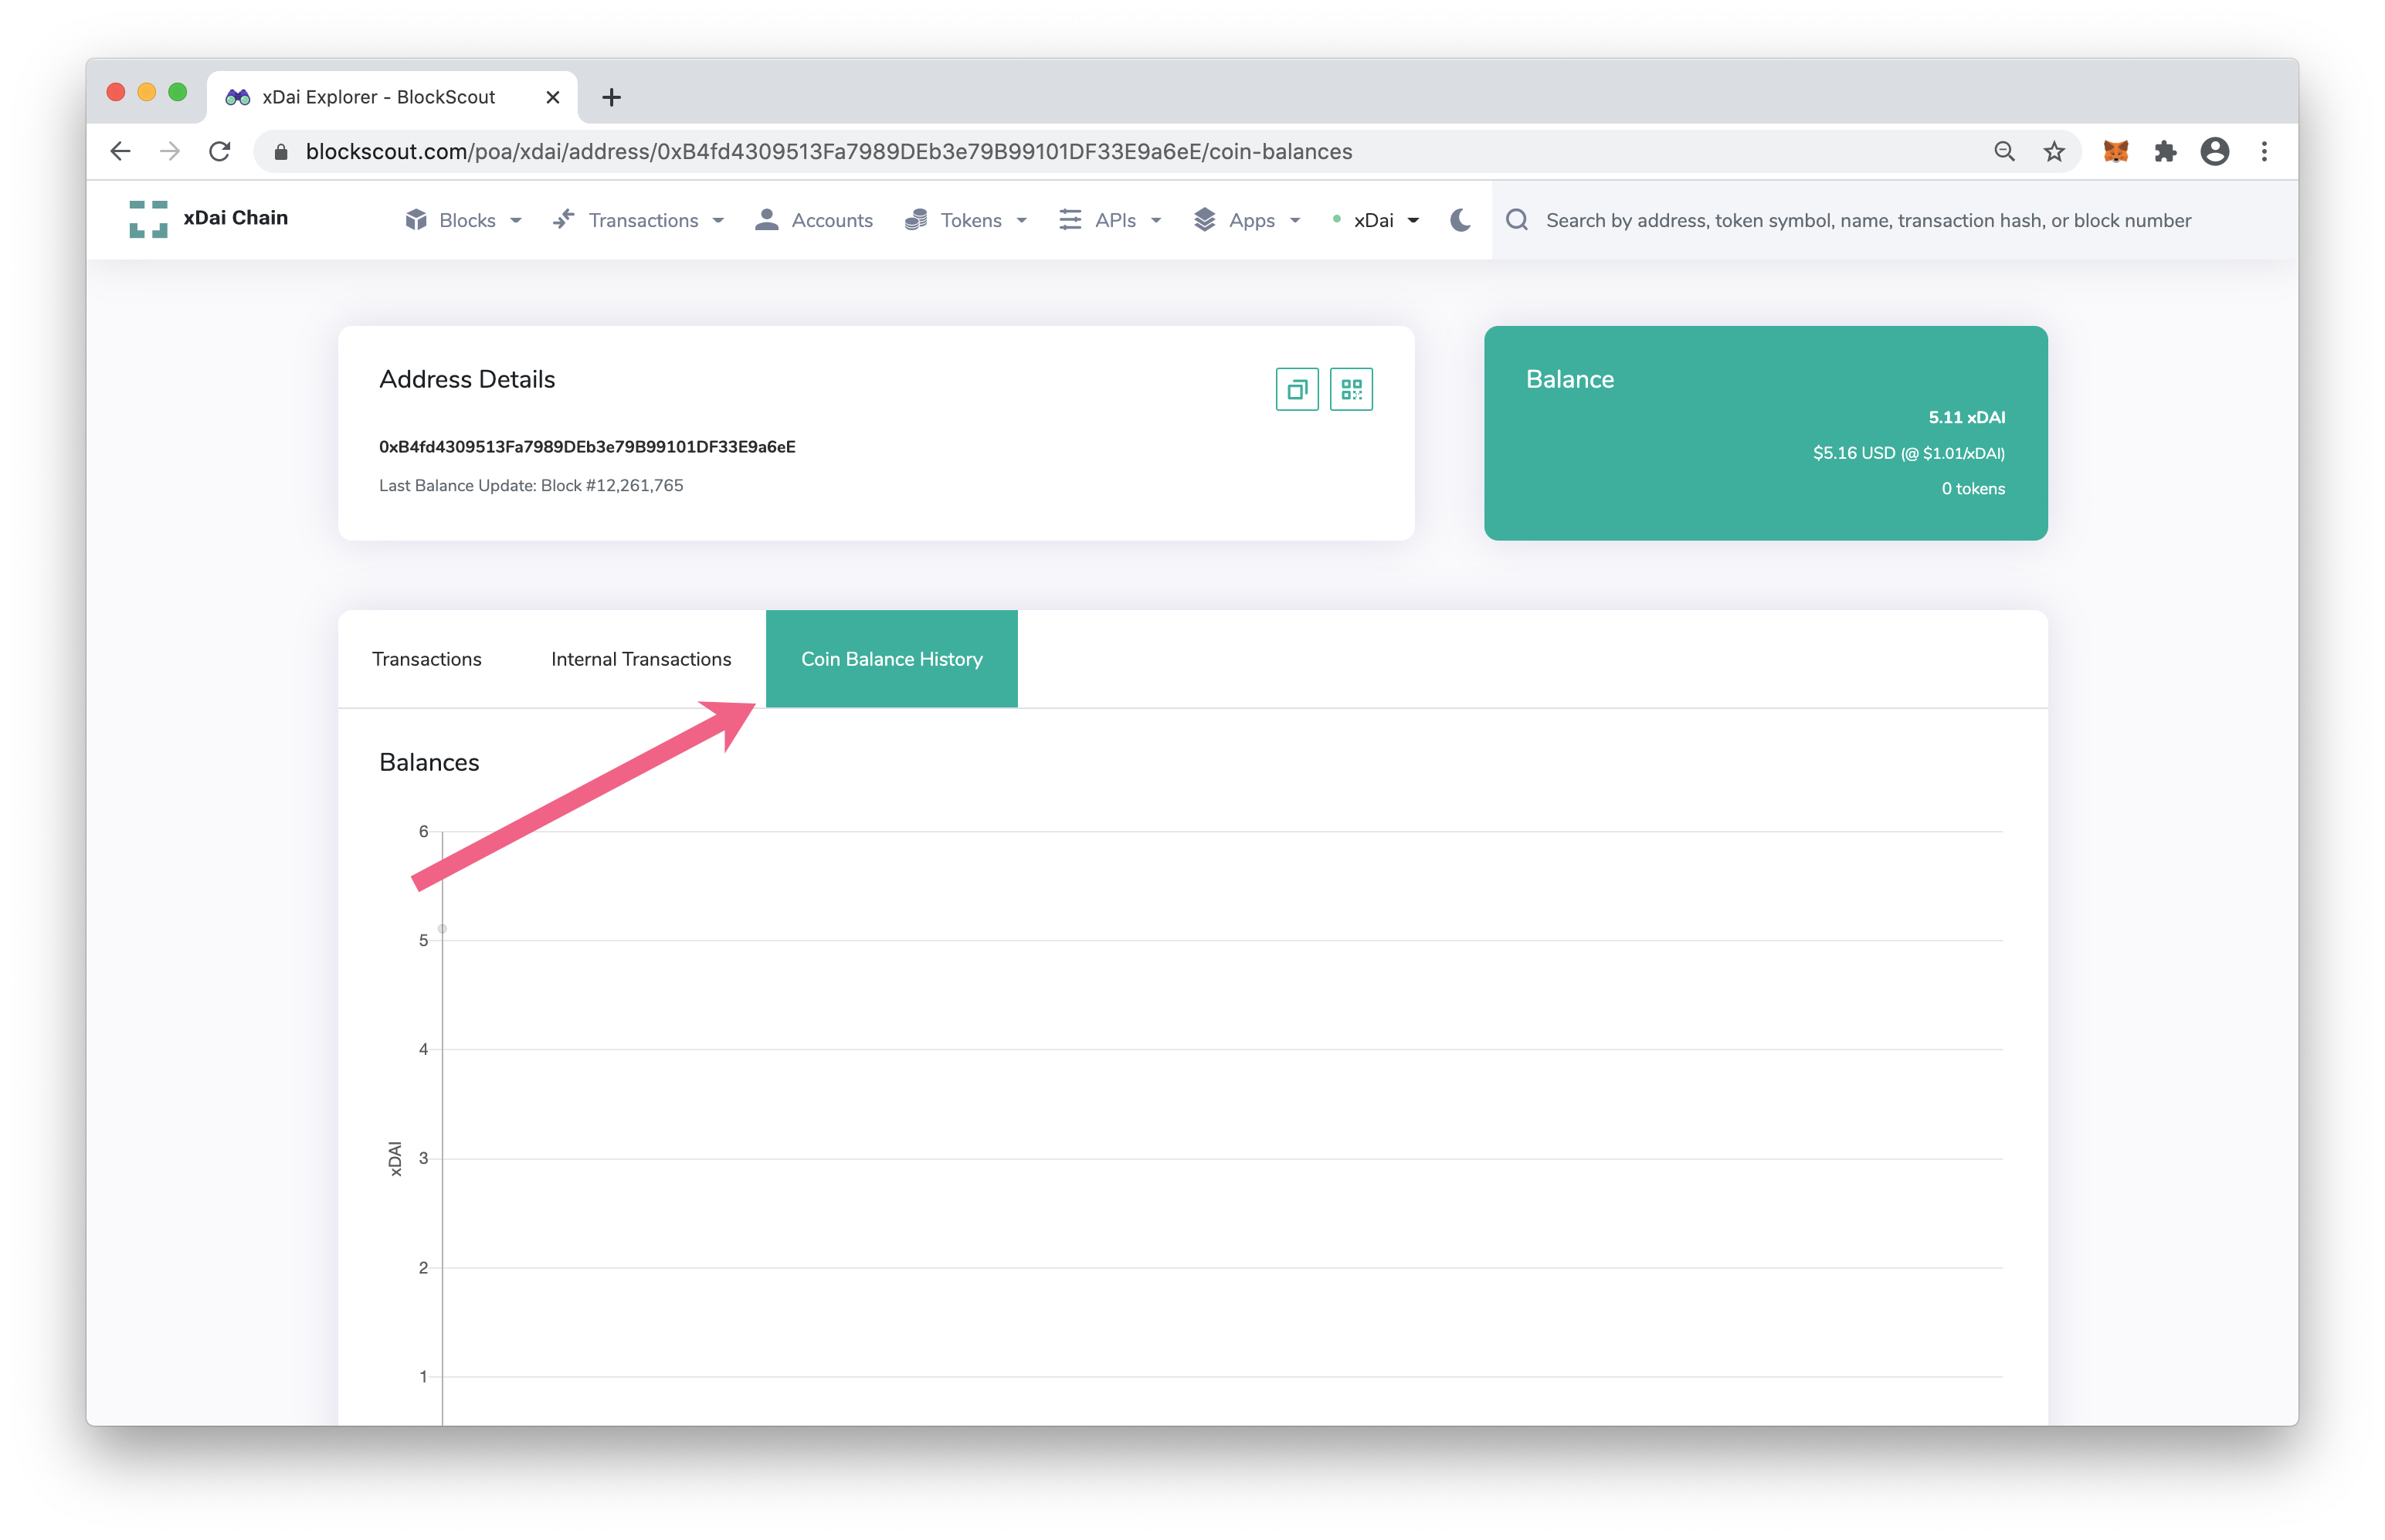 xDai Explorer - BlockScout
blockscout.com/poa/xdai/address/0xB4fd4309513Fa7989DEb3e79B99101DF33E9a6eE/coin-balances
xDai Chain
Blocks
Transactions
Accounts
Tokens
APIs
Apps
xDai
Search by address, token symbol, name, transaction hash, or block number
Address Details
0xB4fd4309513Fa7989DEb3e79B99101DF33E9a6eE
Last Balance Update: Block #12,261,765
Balance
5.11 xDAI
$5.16 USD (@ $1.01/xDAI)
0 tokens
Transactions
Internal Transactions
Coin Balance History
Balances
6
5
4
3
2
1
xDAI